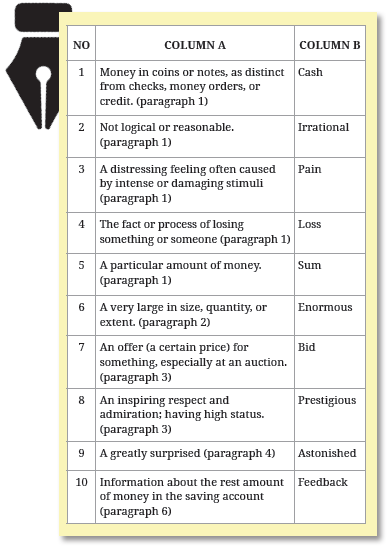 NO COLUMN A COLUMN B
1 Money in coins or notes, as distinct Cash
from checks, money orders, or
credit. (paragraph 1)
2 Not logical or reasonable. Irrational
(paragraph 1)
3 A distressing feeling often caused Pain
by intense or damaging stimuli
(paragraph 1)
4 The fact or process of losing Loss
something or someone (paragraph 1)
5 A particular amount of money. Sum
(paragraph 1)
6 A very large in size, quantity, or Enormous
extent. (paragraph 2)
7 An offer (a certain price) for Bid
something, especially at an auction.
(paragraph 3)
8 An inspiring respect and Prestigious
admiration; having high status.
(paragraph 3)
9 A greatly surprised (paragraph 4) Astonished
10 Information about the rest amount Feedback
of money in the saving account
(paragraph 6)